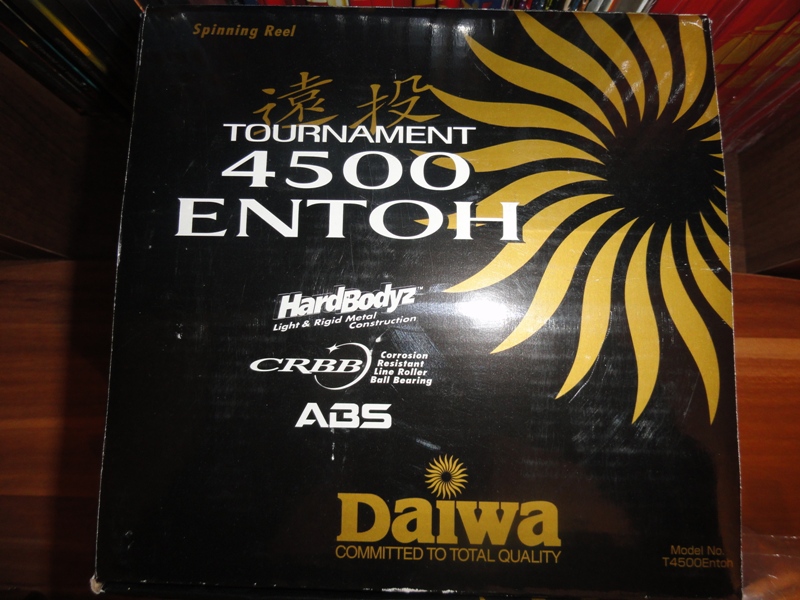 Spinning Reel
遠投
TOURNAMENT
4500
ENTOH
HardBodyz™
Light & Rigid Metal
Construction
CRBB
Corrosion
Resistant
Line Roller
Ball Bearing
ABS
Daiwa
COMMITTED TO TOTAL QUALITY
Model No.
T4500Entoh